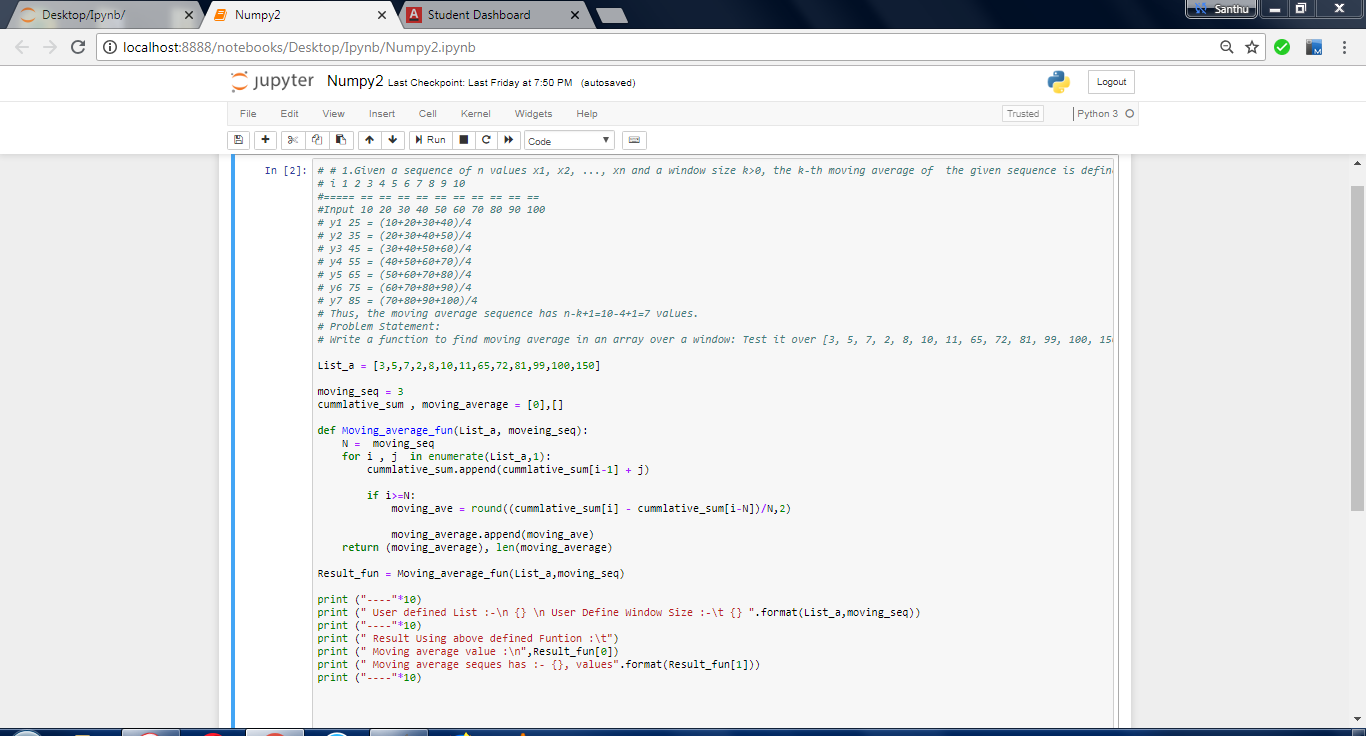 Desktop/Ipynb/
Numpy2
Student Dashboard
Santhu
localhost:8888/notebooks/Desktop/Ipynb/Numpy2.ipynb
jupyter Numpy2 Last Checkpoint: Last Friday at 7:50 PM (autosaved)
Logout
File Edit View Insert Cell Kernel Widgets Help
Trusted
Python 3
Run
Code
In [2]:
# # 1.Given a sequence of n values x1, x2, ..., xn and a window size k>0, the k-th moving average of  the given sequence is defin
# i 1 2 3 4 5 6 7 8 9 10
#===== == == == == == == == == == ==
#Input 10 20 30 40 50 60 70 80 90 100
# y1 25 = (10+20+30+40)/4
# y2 35 = (20+30+40+50)/4
# y3 45 = (30+40+50+60)/4
# y4 55 = (40+50+60+70)/4
# y5 65 = (50+60+70+80)/4
# y6 75 = (60+70+80+90)/4
# y7 85 = (70+80+90+100)/4
# Thus, the moving average sequence has n-k+1=10-4+1=7 values.
# Problem Statement:
# Write a function to find moving average in an array over a window: Test it over [3, 5, 7, 2, 8, 10, 11, 65, 72, 81, 99, 100, 15
List_a = [3,5,7,2,8,10,11,65,72,81,99,100,150]
moving_seq = 3
cummlative_sum , moving_average = [0],[]
def Moving_average_fun(List_a, moveing_seq):
    N =  moving_seq
    for i , j  in enumerate(List_a,1):
        cummlative_sum.append(cummlative_sum[i-1] + j)
        if i>=N:
            moving_ave = round((cummlative_sum[i] - cummlative_sum[i-N])/N,2)
            moving_average.append(moving_ave)
    return (moving_average), len(moving_average)
Result_fun = Moving_average_fun(List_a,moving_seq)
print ("----"*10)
print (" User defined List :-\n {} \n User Define Window Size :-\t {} ".format(List_a,moving_seq))
print ("----"*10)
print (" Result Using above defined Funtion :\t")
print (" Moving average value :\n",Result_fun[0])
print (" Moving average seques has :- {}, values".format(Result_fun[1]))
print ("----"*10)